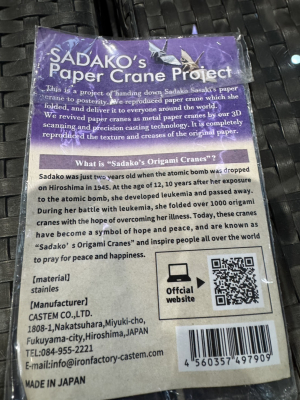 SADAKO's
Paper Crane Project
This is a project of handing down Sadako Sasaki's paper
crane to posterity. We reproduced paper crane which she
folded, and deliver it to everyone around the world.
We revived paper cranes as metal paper cranes by our 3D
scanning and precision casting technology. It is completely
reproduced the texture and creases of the original paper.
What is "Sadako's Origami Cranes"?
Sadako was just two years old when the atomic bomb was dropped
on Hiroshima in 1945. At the age of 12, 10 years after her exposure
to the atomic bomb, she developed leukemia and passed away.
During her battle with leukemia, she folded over 1000 origami
cranes with the hope of overcoming her illness. Today, these cranes
have become a symbol of hope and peace, and are known as
"Sadako' s Origami Cranes" and inspire people all over the world
to pray for peace and happiness.
【material】
stainles
【Manufacturer】
CASTEM CO.,LTD.
1808-1,Nakatsuhara,Miyuki-cho,
Fukuyama-city,Hiroshima,JAPAN
TEL:084-955-2221
E-mail:info@ironfactory-castem.com
MADE IN JAPAN
Offcial
website
4 560357 497909